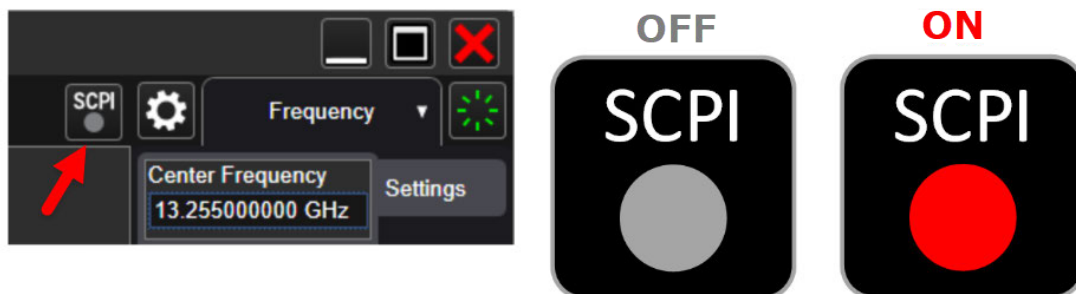 SCPI
Frequency
Center Frequency
13.255000000 GHz
Settings
OFF
SCPI
ON
SCPI